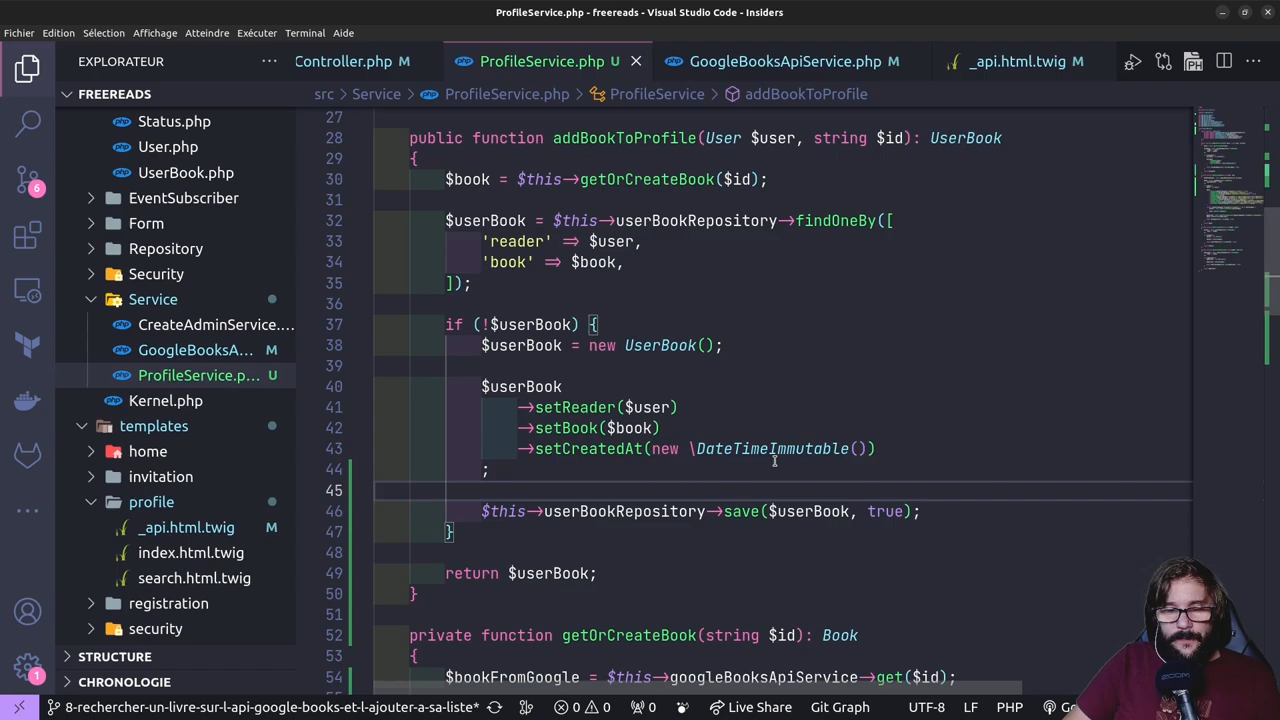 ProfileService.php - freereads - Visual Studio Code - Insiders
Fichier Edition Sélection Affichage Atteindre Exécuter Terminal Aide
EXPLORATEUR
Controller.php M
ProfileService.php U
GoogleBooksApiService.php M
_api.html.twig M
src Service ProfileService.php ProfileService addBookToProfile
FREEREADS
Status.php
User.php
UserBook.php
EventSubscriber
Form
Repository
Security
Service
CreateAdminService....
GoogleBooksA... M
ProfileService.p... U
Kernel.php
templates
home
invitation
profile
_api.html.twig M
index.html.twig
search.html.twig
registration
security
STRUCTURE
CHRONOLOGIE
6
1
27
28 public function addBookToProfile(User $user, string $id): UserBook
29 {
30 $book = $this→getOrCreateBook($id);
31
32 $userBook = $this→userBookRepository→findOneBy([
33 'reader' ⇒ $user,
34 'book' ⇒ $book,
35 ]);
36
37 if (!$userBook) {
38 $userBook = new UserBook();
39
40 $userBook
41 →setReader($user)
42 →setBook($book)
43 →setCreatedAt(new \DateTimeImmutable())
44 ;
45
46 $this→userBookRepository→save($userBook, true);
47 }
48
49 return $userBook;
50 }
51
52 private function getOrCreateBook(string $id): Book
53 {
54 $bookFromGoogle = $this→googleBooksApiService→get($id);
8-rechercher-un-livre-sur-l-api-google-books-et-l-ajouter-a-sa-liste* 0 0 0 Live Share Git Graph UTF-8 LF PHP Go